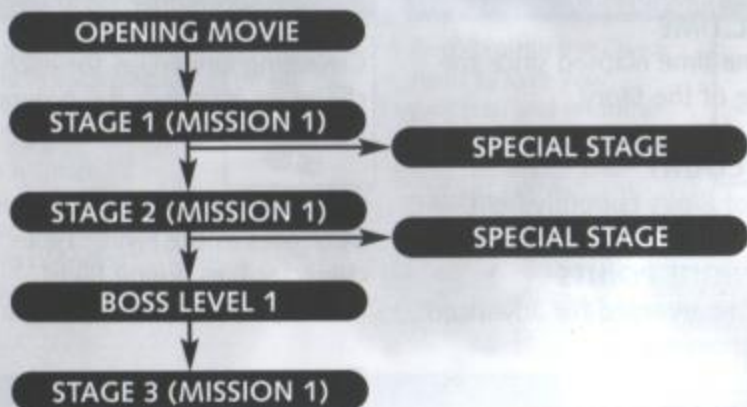 OPENING MOVIE
STAGE 1 (MISSION 1)
SPECIAL STAGE
STAGE 2 (MISSION 1)
SPECIAL STAGE
BOSS LEVEL 1
STAGE 3 (MISSION 1)